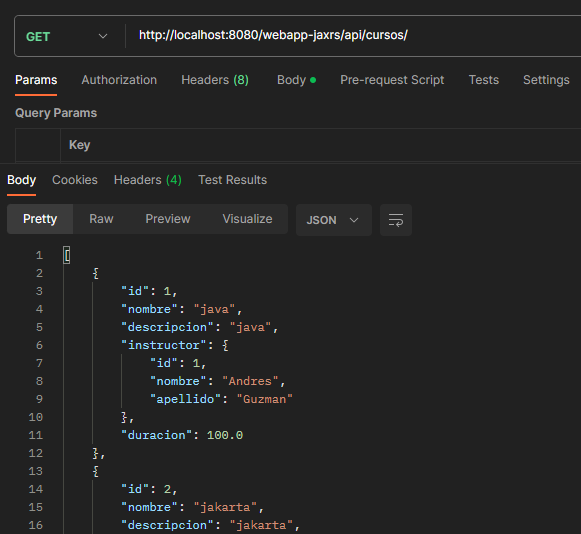 GET http://localhost:8080/webapp-jaxrs/api/cursos/
Params Authorization Headers (8) Body Pre-request Script Tests Settings
Query Params
Key
Body Cookies Headers (4) Test Results
Pretty Raw Preview Visualize JSON
1 [
2 {
3 "id": 1,
4 "nombre": "java",
5 "descripcion": "java",
6 "instructor": {
7 "id": 1,
8 "nombre": "Andres",
9 "apellido": "Guzman"
10 },
11 "duracion": 100.0
12 },
13 {
14 "id": 2,
15 "nombre": "jakarta",
16 "descripcion": "jakarta",